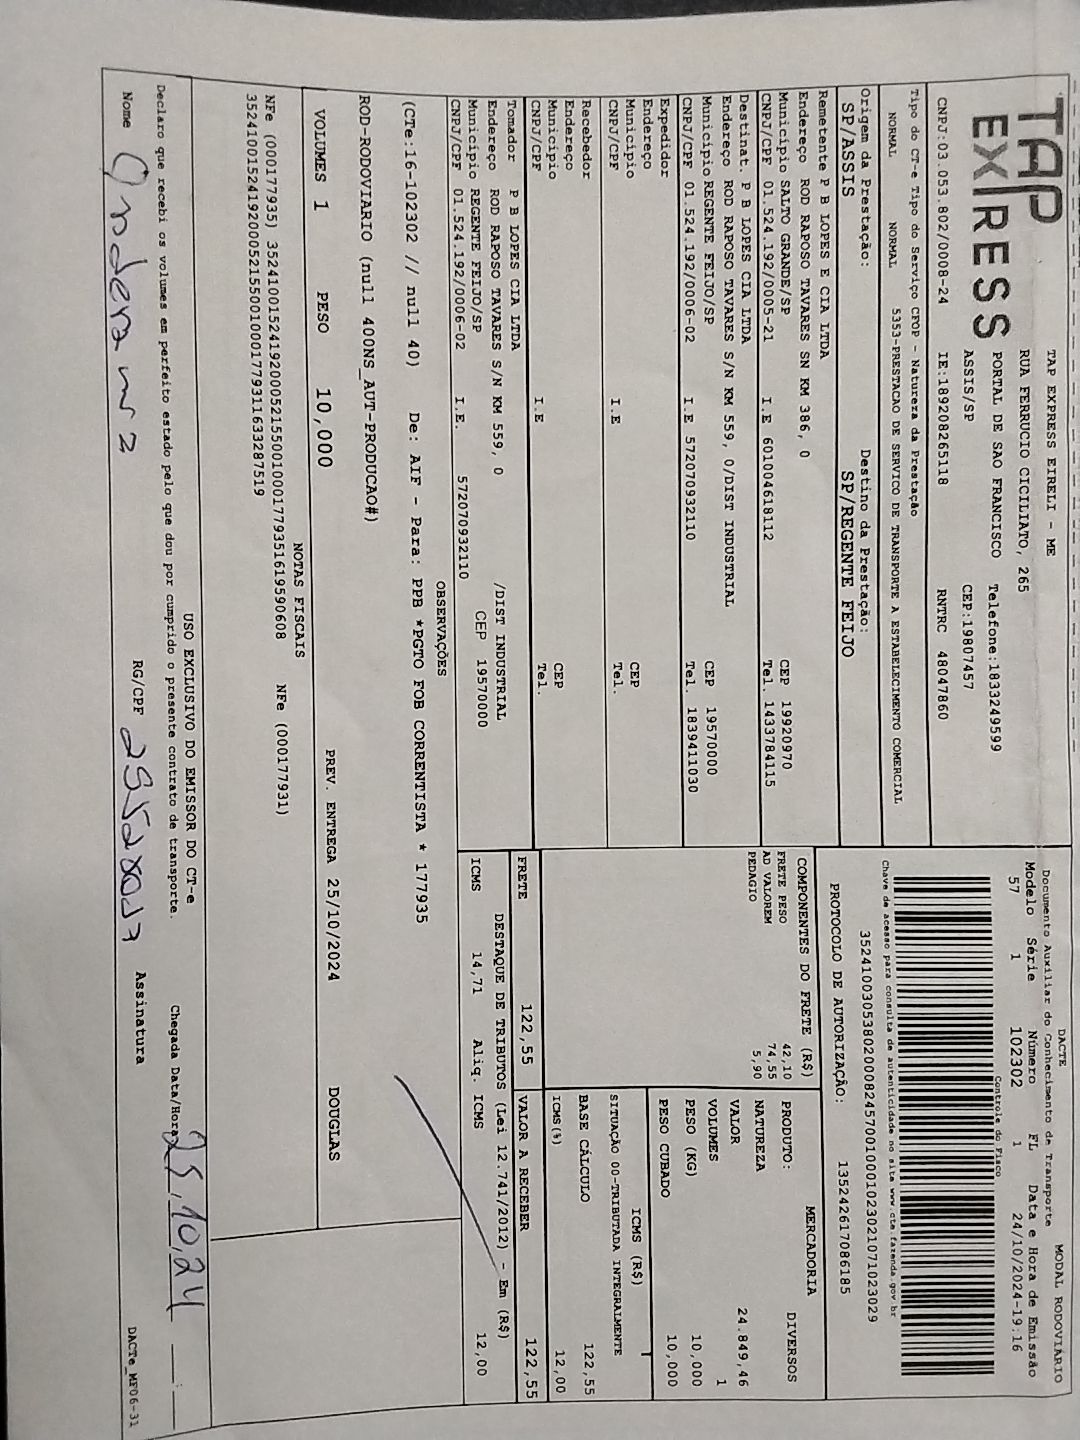 TAP EXPRESS
TAP EXPRESS EIRELI - ME
RUA FERRUCIO CICILIATO, 265
PORTAL DE SAO FRANCISCO Telefone:1833249599
ASSIS/SP CEP:19807457
CNPJ:03.053.802/0008-24 IE:189208265118 RNTRC 48047860
DACTE MODAL RODOVIÁRIO
Documento Auxiliar do Conhecimento de Transporte
Modelo Série Número FL Data e Hora de Emissão
57 1 102302 1 24/10/2024-19:16
Controle do Fisco
Chave de acesso para consulta de autenticidade no site www.cte.fazenda.gov.br
35241003053802000824570010001023021071023029
PROTOCOLO DE AUTORIZAÇÃO: 135242617086185
Tipo do CT-e Tipo do Serviço CFOP - Natureza da Prestação
NORMAL NORMAL 5353-PRESTACAO DE SERVICO DE TRANSPORTE A ESTABELECIMENTO COMERCIAL
Origem da Prestação: Destino da Prestação:
SP/ASSIS SP/REGENTE FEIJO
Remetente P B LOPES E CIA LTDA
Endereço ROD RAPOSO TAVARES SN KM 386, 0
Município SALTO GRANDE/SP CEP 19920970
CNPJ/CPF 01.524.192/0005-21 I.E 601004618112 Tel. 1433784115
Destinat. P B LOPES CIA LTDA
Endereço ROD RAPOSO TAVARES S/N KM 559, 0/DIST INDUSTRIAL
Município REGENTE FEIJO/SP CEP 19570000
CNPJ/CPF 01.524.192/0006-02 I.E 572070932110 Tel. 1839411030
Expedidor
Endereço
Município CEP
CNPJ/CPF I.E Tel.
Recebedor
Endereço
Município CEP
CNPJ/CPF I.E Tel.
Tomador P B LOPES CIA LTDA
Endereço ROD RAPOSO TAVARES S/N KM 559, 0 /DIST INDUSTRIAL
Município REGENTE FEIJO/SP CEP 19570000
CNPJ/CPF 01.524.192/0006-02 I.E. 572070932110
COMPONENTES DO FRETE (R$)
FRETE PESO 42,10
AD VALOREM 74,55
PEDAGIO 5,90
MERCADORIA
PRODUTO: DIVERSOS
NATUREZA
VALOR 24.849,46
VOLUMES 1
PESO (KG) 10,000
PESO CUBADO 10,000
ICMS (R$)
SITUAÇÃO 00-TRIBUTADA INTEGRALMENTE
BASE CÁLCULO 122,55
ICMS(%) 12,00
FRETE 122,55 VALOR A RECEBER 122,55
DESTAQUE DE TRIBUTOS (Lei 12.741/2012) - Em (R$)
ICMS 14,71 Aliq. ICMS 12,00
OBSERVAÇÕES
(CTe:16-102302 // null 40) De: AIF - Para: PPB *PGTO FOB CORRENTISTA * 177935
ROD-RODOVIARIO (null 400NS_AUT-PRODUCAO#)
VOLUMES 1 PESO 10,000 PREV. ENTREGA 25/10/2024 DOUGLAS
NOTAS FISCAIS
NFe (000177935) 35241001524192000521550010001779351619590608 NFe (000177931)
35241001524192000521550010001779311633287519
USO EXCLUSIVO DO EMISSOR DO CT-e
Declaro que recebi os volumes em perfeito estado pelo que dou por cumprido o presente contrato de transporte. Chegada Data/Hora 25,10,24
Nome RG/CPF Assinatura
DACTe_MF06-31